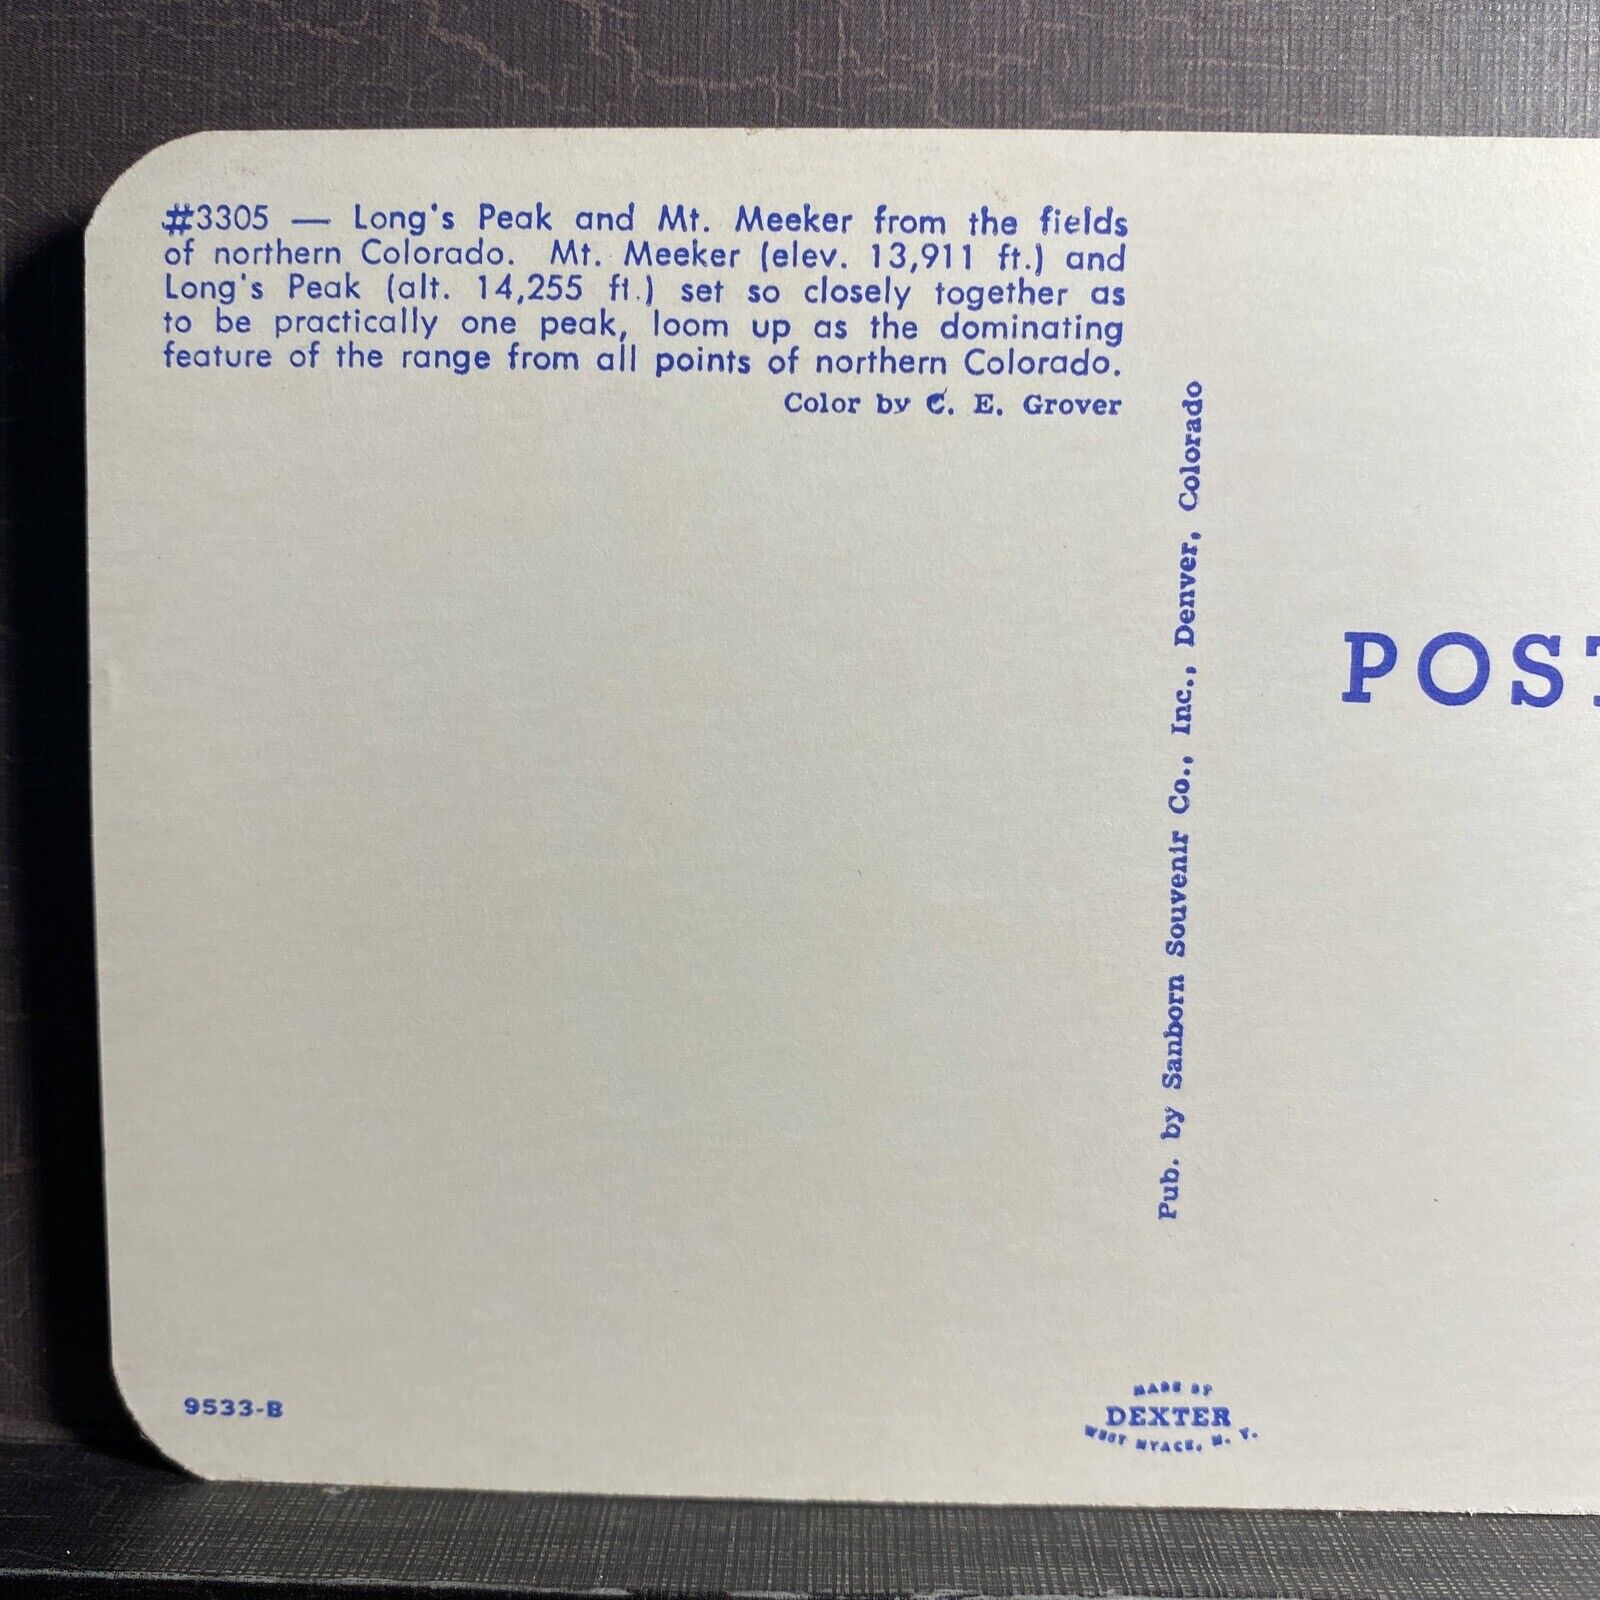 #3305 — Long's Peak and Mt. Meeker from the fields
of northern Colorado. Mt. Meeker (elev. 13,911 ft.) and
Long's Peak (alt. 14,255 ft.) set so closely together as
to be practically one peak, loom up as the dominating
feature of the range from all points of northern Colorado.
Color by C. E. Grover
Pub. by Sanborn Souvenir Co., Inc., Denver, Colorado
POST
9533-B
MADE BY
DEXTER
WEST NYACK, N. Y.